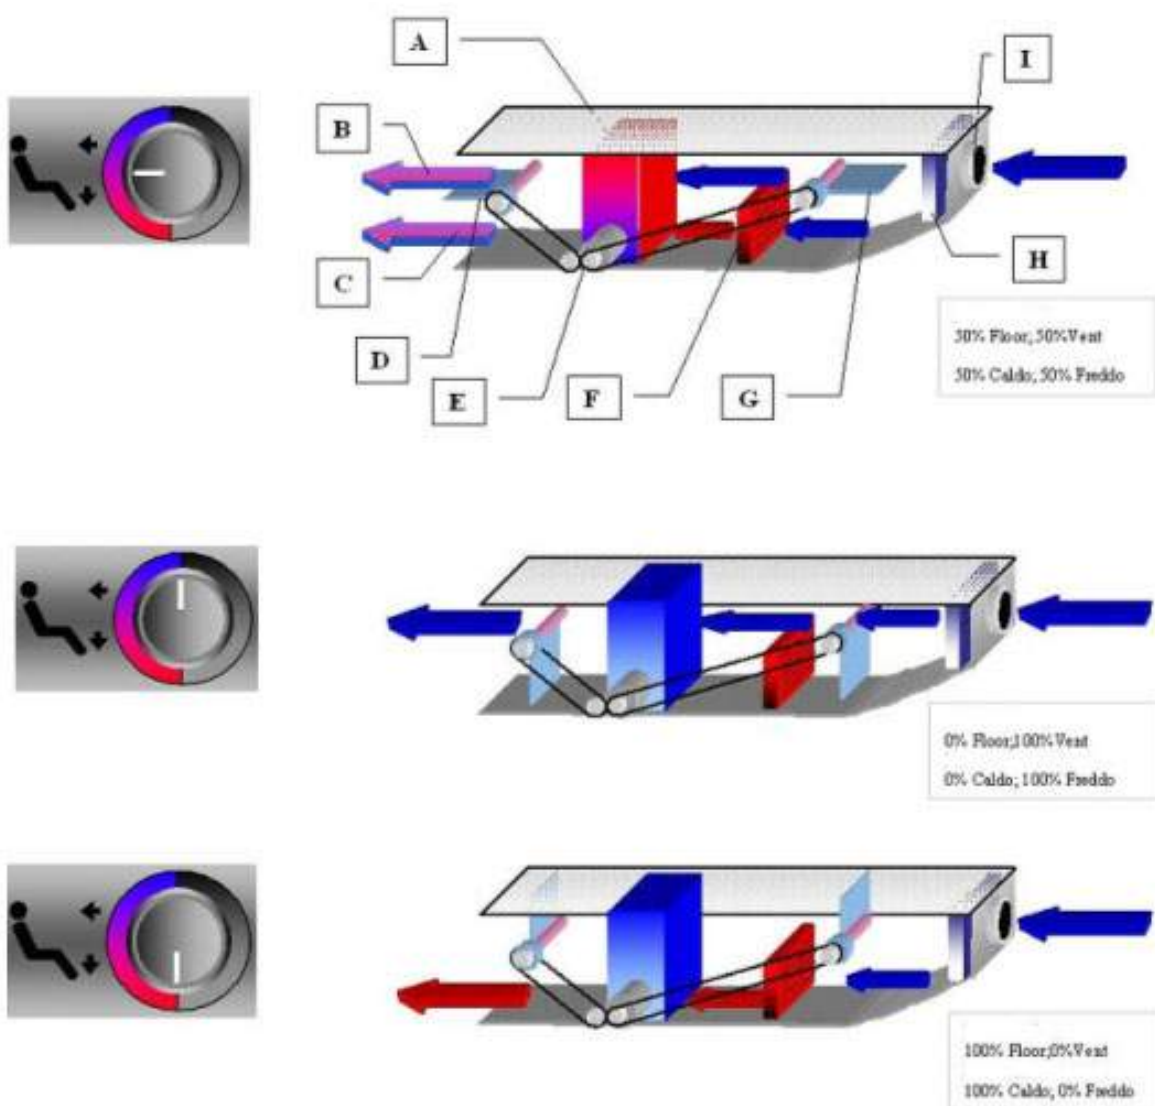 A
I
B
H
C
D
E
F
G
50% Floor; 50%Vent
50% Caldo; 50% Freddo
0% Floor;100%Vent
0% Caldo; 100% Freddo
100% Floor;0%Vent
100% Caldo; 0% Freddo